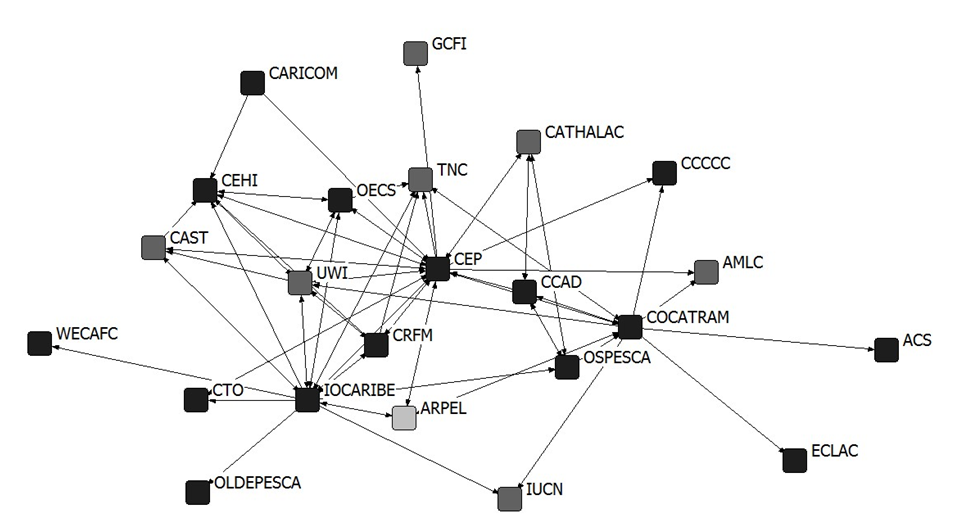 GCFI
CARICOM
CATHALAC
TNC
CCCCC
CEHI
OECS
CAST
CEP
AMLC
UWI
CCAD
COCATRAM
WECAFC
CRFM
ACS
OSPESCA
CTO
IOCARIBE
ARPEL
ECLAC
OLDEPESCA
IUCN